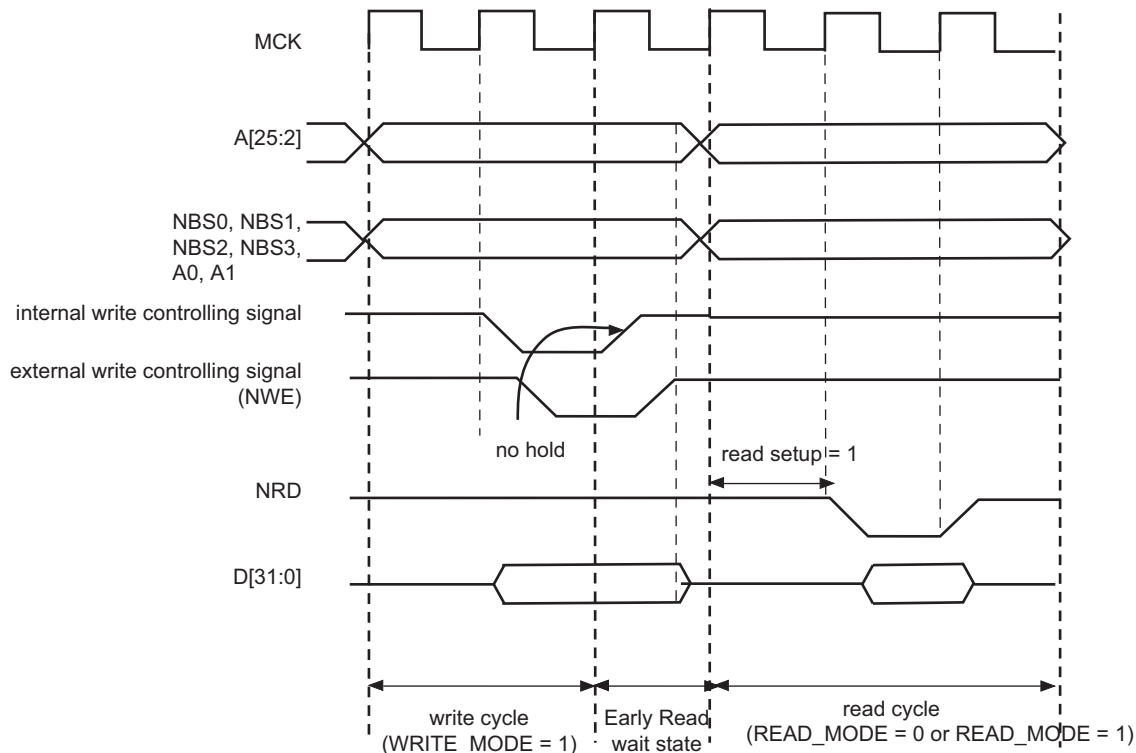 MCK
A[25:2]
NBS0, NBS1,
NBS2, NBS3,
A0, A1
internal write controlling signal
external write controlling signal
(NWE)
no hold
read setup = 1
NRD
D[31:0]
write cycle
(WRITE_MODE = 1)
Early Read
wait state
read cycle
(READ_MODE = 0 or READ_MODE = 1)